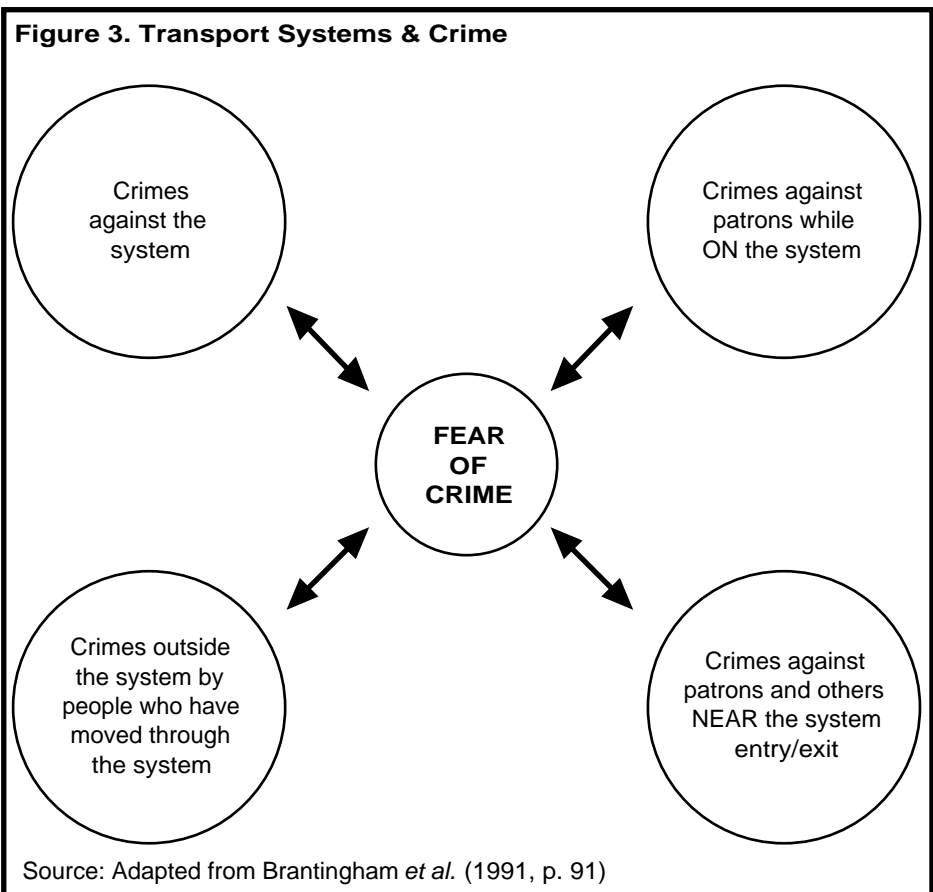 Figure 3. Transport Systems & Crime
Crimes
against the
system
Crimes against
patrons while
ON the system
FEAR
OF
CRIME
Crimes outside
the system by
people who have
moved through
the system
Crimes against
patrons and others
NEAR the system
entry/exit
Source: Adapted from Brantingham et al. (1991, p. 91)